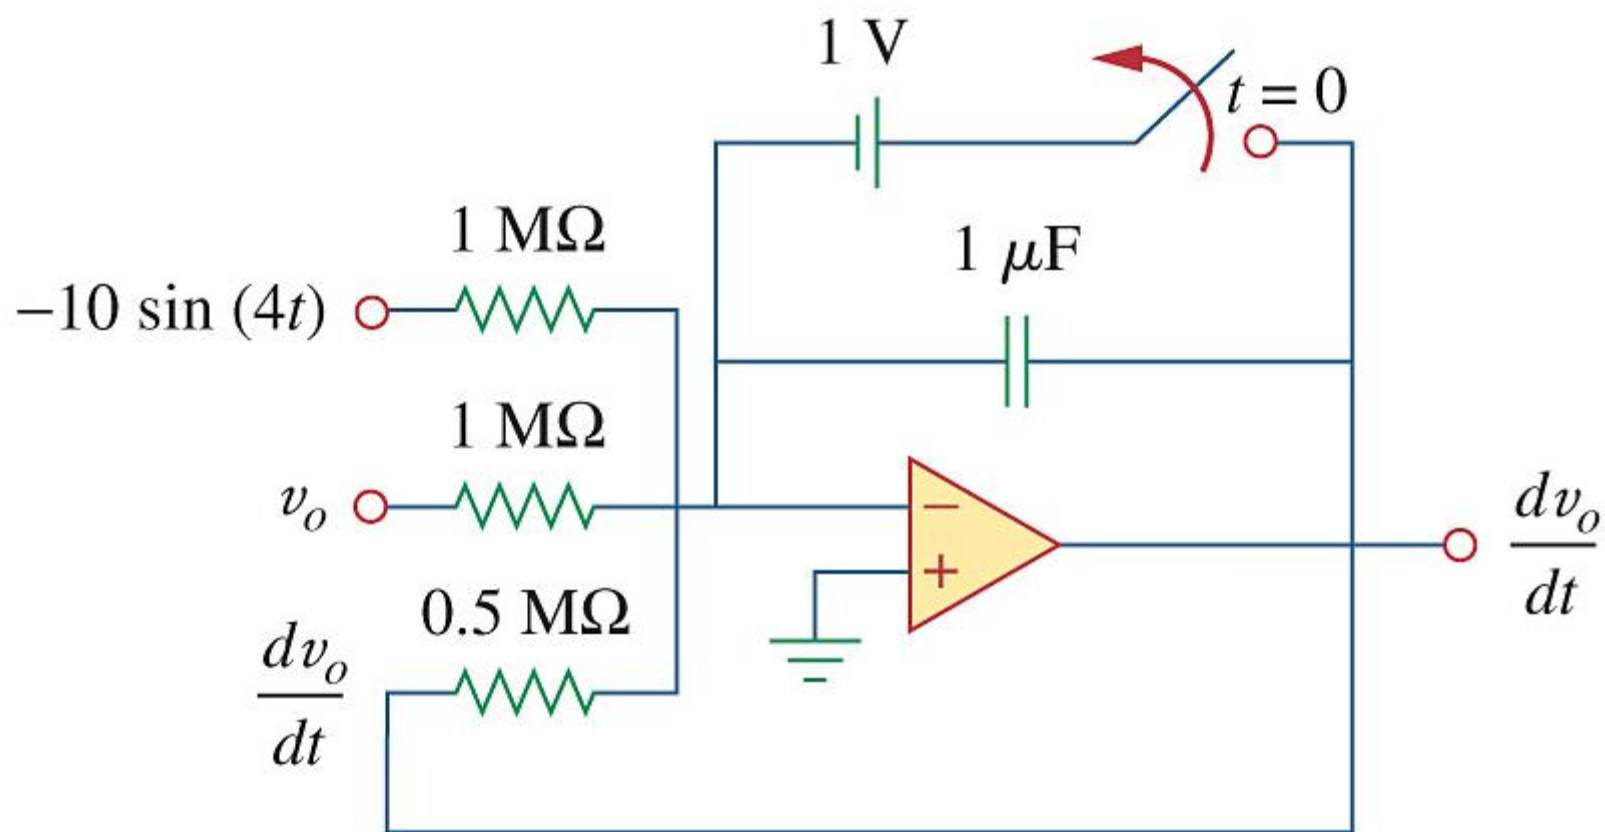 1 V
t = 0
1 MΩ
1 μF
−10 sin (4t)
1 MΩ
v_o
−
+
dv_o
dt
0.5 MΩ
dv_o
dt